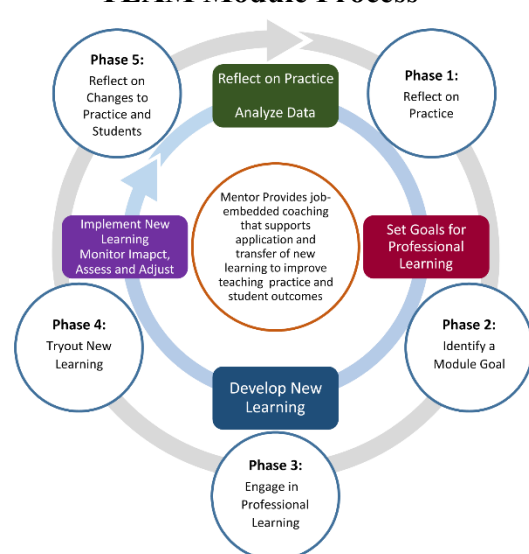 TEAM Module Process
Phase 5:
Reflect on
Changes to
Practice and
Students
Reflect on Practice
Analyze Data
Phase 1:
Reflect on
Practice
Mentor Provides job-
embedded coaching
that supports
application and
transfer of new
learning to improve
teaching practice and
student outcomes
Implement New
Learning
Monitor Imapct,
Assess and Adjust
Set Goals for
Professional
Learning
Phase 4:
Tryout New
Learning
Phase 2:
Identify a
Module Goal
Develop New
Learning
Phase 3:
Engage in
Professional
Learning